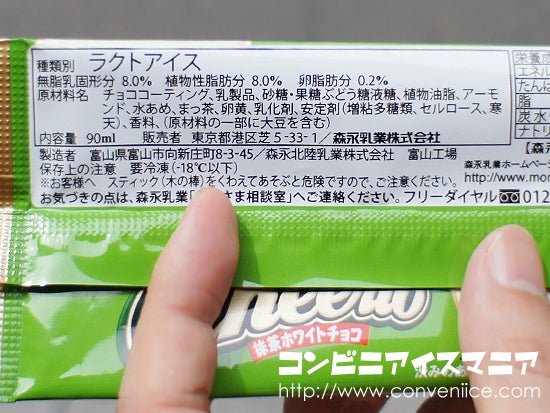 種類別 ラクトアイス
無脂乳固形分 8.0% 植物性脂肪分 8.0% 卵脂肪分 0.2%
原材料名 チョココーティング、乳製品、砂糖・果糖ぶどう糖液糖、植物油脂、アーモ
ンド、水あめ、まっ茶、卵黄、乳化剤、安定剤(増粘多糖類、セルロース、寒
天)、香料、(原材料の一部に大豆を含む)
内容量 90ml 販売者 東京都港区芝5-33-1/森永乳業株式会社
製造者 富山県富山市向新庄町8-3-45/森永北陸乳業株式会社 富山工場
保存上の注意 要冷凍(-18℃以下)
※お客様へ スティック(木の棒)をくわえてあそぶと危険ですので、ご注意ください。
お気づきの点は、森永乳業「お さま相談室」へご連絡ください。フリーダイヤル 012
栄養成
エネル
たんぱ
脂
炭水
ナトリ
【森永
森永乳業ホームペー
http://www.mor
抹茶ホワイトチョコ
コンビニアイスマニア
http://www.conveniice.com